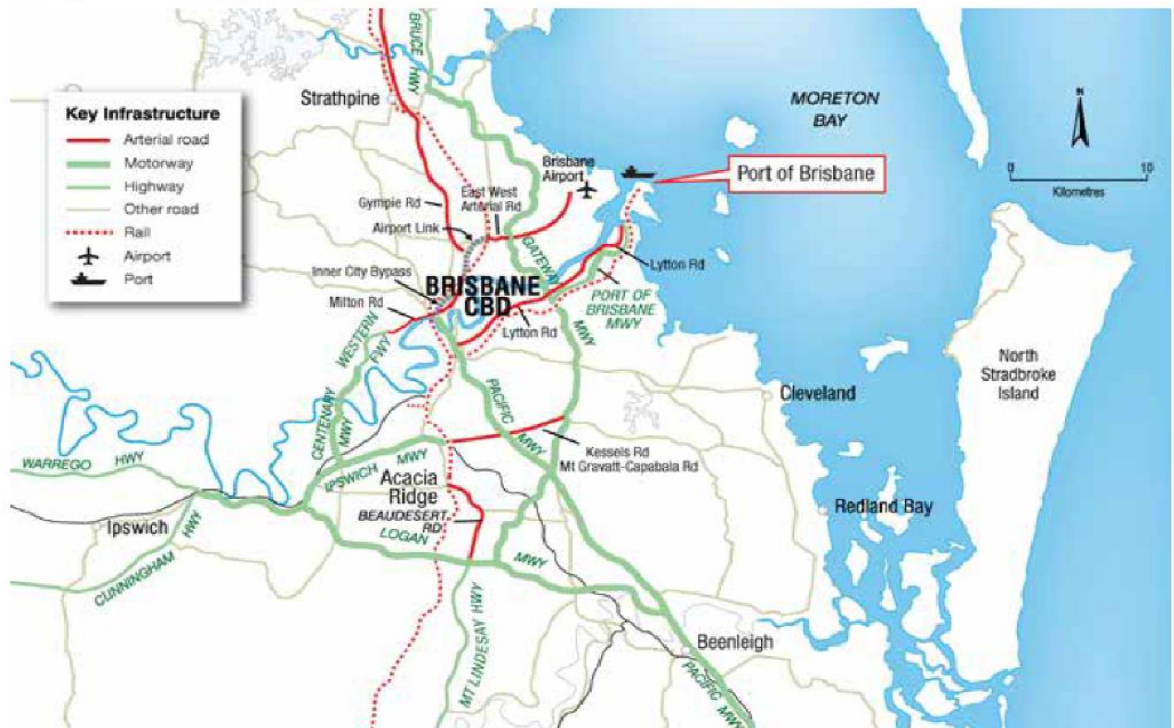 BRUCE HWY
Strathpine
Key Infrastructure
Arterial road
Motorway
Highway
Other road
Rail
Airport
Port
MORETON
BAY
N
0
10
Kilometres
Brisbane
Airport
Port of Brisbane
East West
Arterial Rd
Gympie Rd
Airport Link
GATEWAY
MWY
Lytton Rd
Inner City Bypass
BRISBANE
CBD
PORT OF
BRISBANE
MWY
Milton Rd
Lytton Rd
WESTERN
FWY
North
Stradbroke
Island
Cleveland
CENTENARY
MWY
PACIFIC
MWY
Kessels Rd
Mt Gravatt-Capabala Rd
WARREGO HWY
IPSWICH MWY
Acacia
Ridge
Redland Bay
BEAUDESERT
RD
Ipswich
LOGAN
MWY
CUNNINGHAM HWY
MT LINDESAY HWY
Beenleigh
PACIFIC MWY